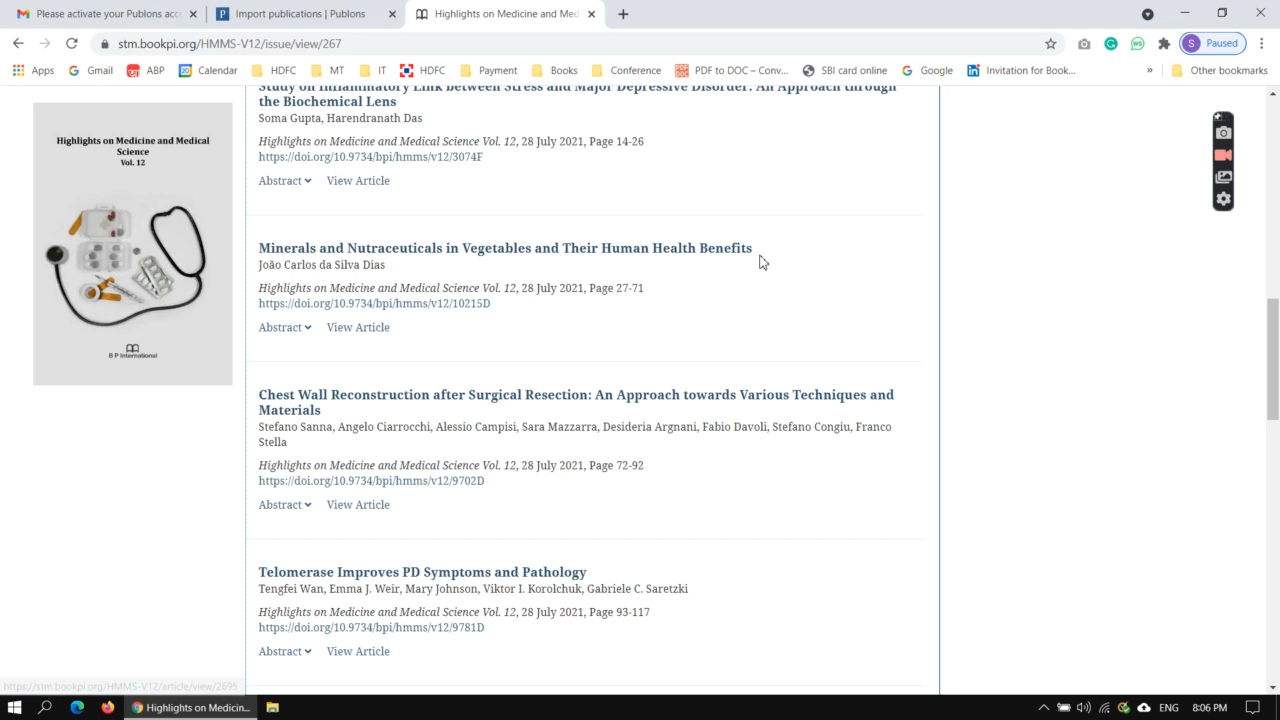 Please activate your Publons acc
Import publications | Publons
Highlights on Medicine and Med
stm.bookpi.org/HMMS-V12/issue/view/267
S Paused
Apps Gmail ABP Calendar HDFC MT IT HDFC Payment Books Conference PDF to DOC – Conv... SBI card online Google Invitation for Book... » Other bookmarks
Study on Inflammatory Link between Stress and Major Depressive Disorder: An Approach through
the Biochemical Lens
Soma Gupta, Harendranath Das
Highlights on Medicine and Medical Science Vol. 12, 28 July 2021, Page 14-26
https://doi.org/10.9734/bpi/hmms/v12/3074F
Abstract View Article
Highlights on Medicine and Medical
Science
Vol. 12
B P International
Minerals and Nutraceuticals in Vegetables and Their Human Health Benefits
João Carlos da Silva Dias
Highlights on Medicine and Medical Science Vol. 12, 28 July 2021, Page 27-71
https://doi.org/10.9734/bpi/hmms/v12/10215D
Abstract View Article
Chest Wall Reconstruction after Surgical Resection: An Approach towards Various Techniques and
Materials
Stefano Sanna, Angelo Ciarrocchi, Alessio Campisi, Sara Mazzarra, Desideria Argnani, Fabio Davoli, Stefano Congiu, Franco
Stella
Highlights on Medicine and Medical Science Vol. 12, 28 July 2021, Page 72-92
https://doi.org/10.9734/bpi/hmms/v12/9702D
Abstract View Article
Telomerase Improves PD Symptoms and Pathology
Tengfei Wan, Emma J. Weir, Mary Johnson, Viktor I. Korolchuk, Gabriele C. Saretzki
Highlights on Medicine and Medical Science Vol. 12, 28 July 2021, Page 93-117
https://doi.org/10.9734/bpi/hmms/v12/9781D
Abstract View Article
https://stm.bookpi.org/HMMS-V12/article/view/2695
Highlights on Medicin...
ENG 8:06 PM